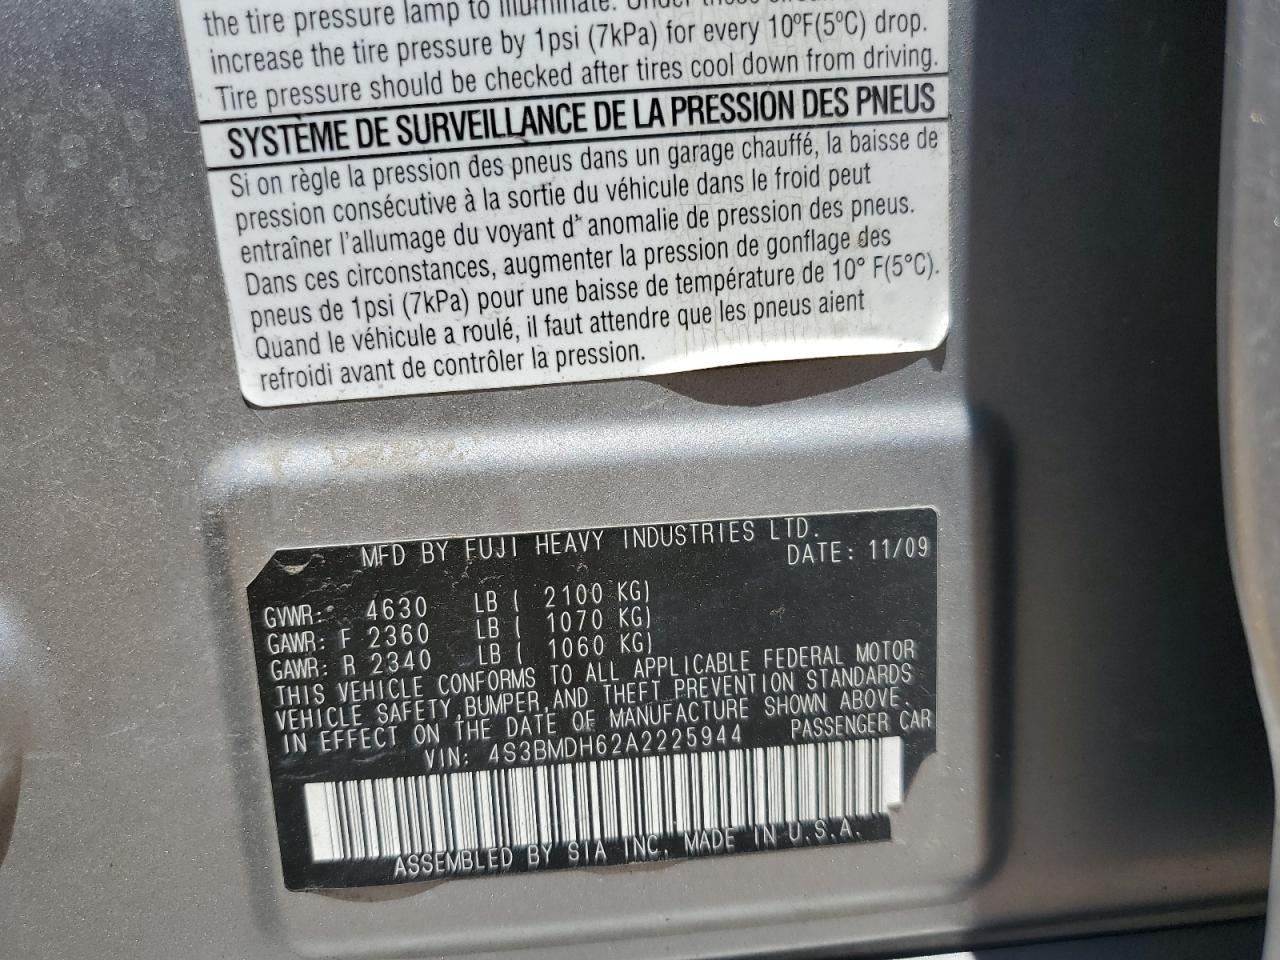 the tire pressure lamp to illuminate. Under these
increase the tire pressure by 1psi (7kPa) for every 10°F(5°C) drop.
Tire pressure should be checked after tires cool down from driving.
SYSTÈME DE SURVEILLANCE DE LA PRESSION DES PNEUS
Si on règle la pression des pneus dans un garage chauffé, la baisse de
pression consécutive à la sortie du véhicule dans le froid peut
entraîner l'allumage du voyant d'anomalie de pression des pneus.
Dans ces circonstances, augmenter la pression de gonflage des
pneus de 1psi (7kPa) pour une baisse de température de 10° F(5°C).
Quand le véhicule a roulé, il faut attendre que les pneus aient
refroidi avant de contrôler la pression.
MFD BY FUJI HEAVY INDUSTRIES LTD.
DATE: 11/09
GVWR: 4630 LB ( 2100 KG)
GAWR: F 2360 LB ( 1070 KG)
GAWR: R 2340 LB ( 1060 KG)
THIS VEHICLE CONFORMS TO ALL APPLICABLE FEDERAL MOTOR
VEHICLE SAFETY,BUMPER,AND THEFT PREVENTION STANDARDS
IN EFFECT ON THE DATE OF MANUFACTURE SHOWN ABOVE.
VIN: 4S3BMDH62A2225944 PASSENGER CAR
ASSEMBLED BY SIA INC. MADE IN U.S.A.